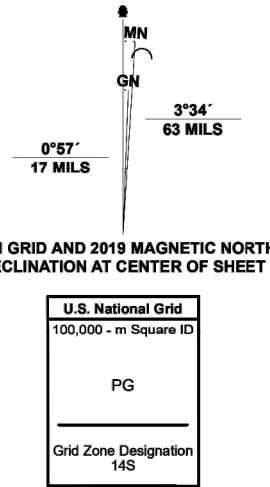 MN
GN
3°34´
63 MILS
0°57´
17 MILS
GRID AND 2019 MAGNETIC NORTH
CLINATION AT CENTER OF SHEET
U.S. National Grid
100,000 - m Square ID
PG
Grid Zone Designation
14S